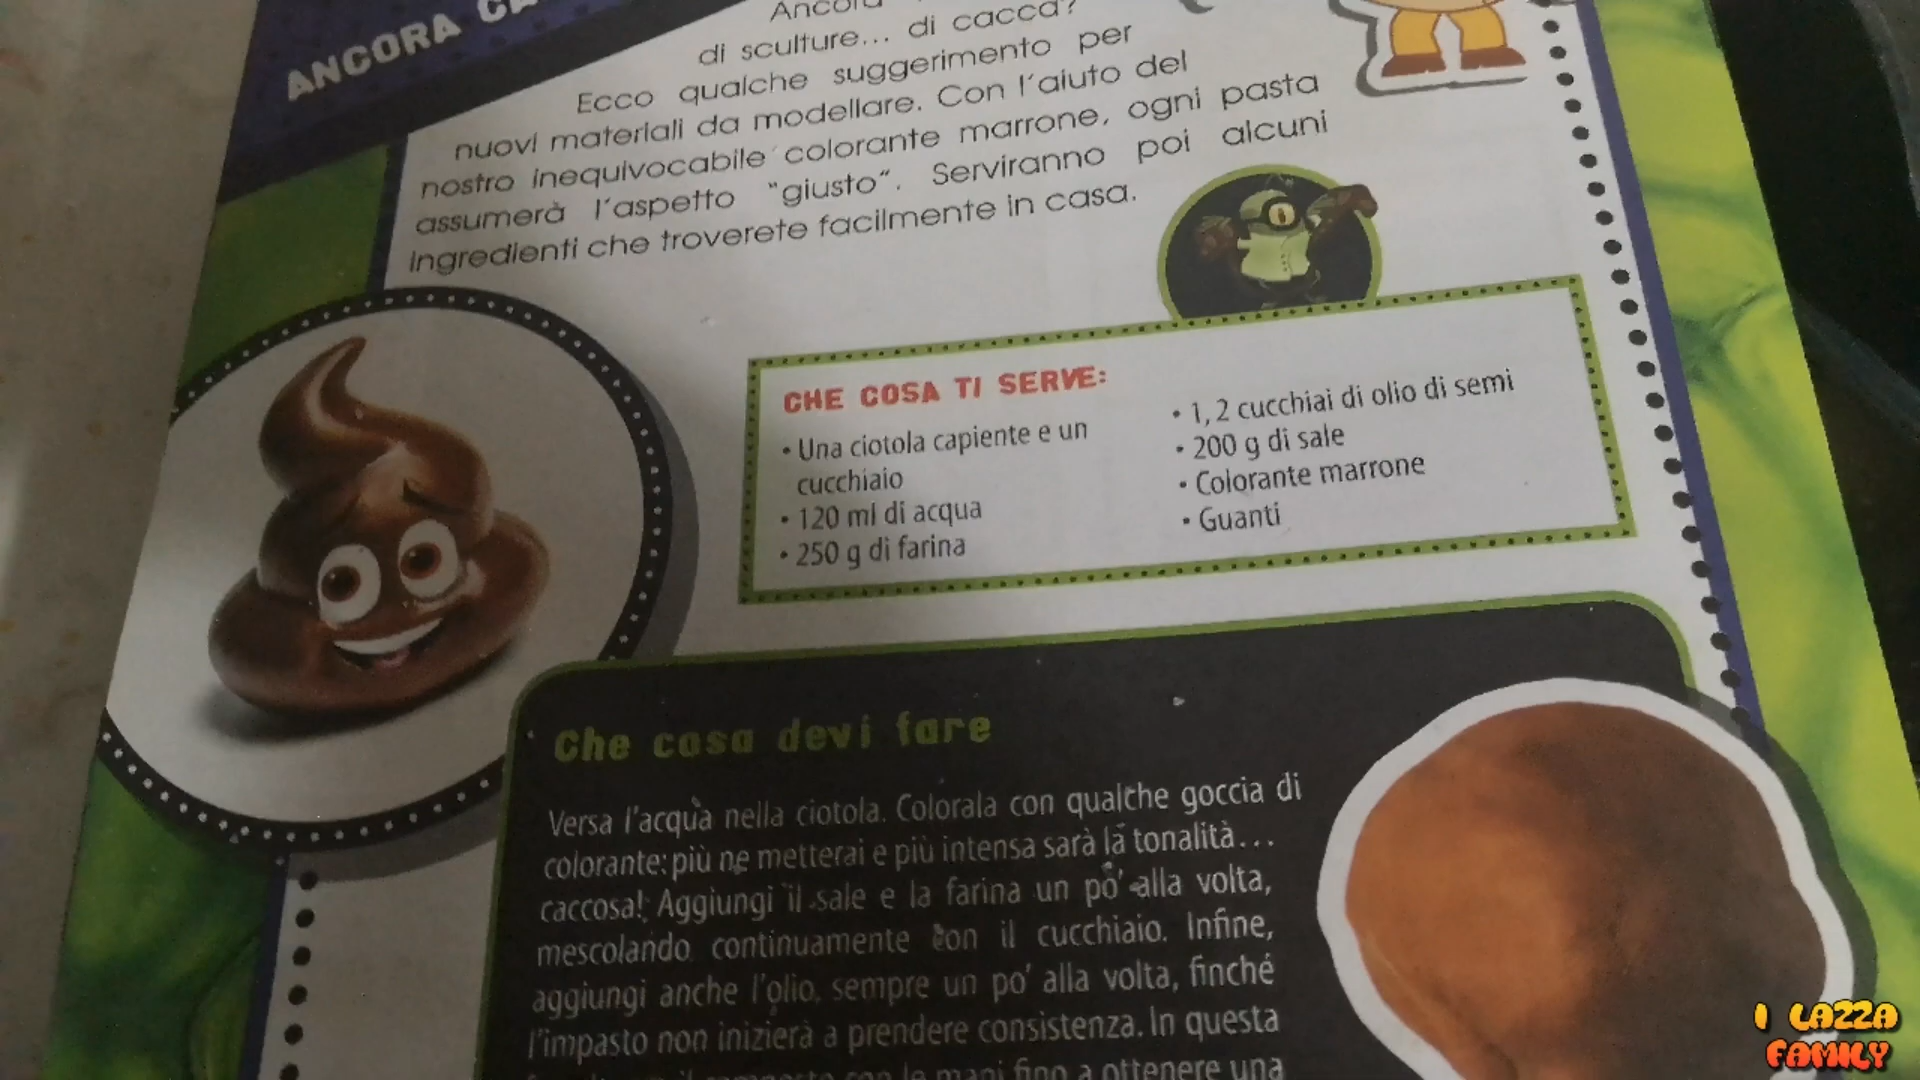 ANCORA
Ancora
di sculture... di cacca?
Ecco qualche suggerimento per
nuovi materiali da modellare. Con l'aiuto del
nostro inequivocabile colorante marrone, ogni pasta
assumerà l'aspetto "giusto". Serviranno poi alcuni
ingredienti che troverete facilmente in casa.
CHE COSA TI SERVE:
• Una ciotola capiente e un
cucchiaio
• 120 ml di acqua
• 250 g di farina
• 1, 2 cucchiai di olio di semi
• 200 g di sale
• Colorante marrone
• Guanti
Che cosa devi fare
Versa l'acqua nella ciotola. Colorala con qualche goccia di
colorante: più ne metterai e più intensa sarà la tonalità...
caccosa! Aggiungi il sale e la farina un po' alla volta,
mescolando continuamente con il cucchiaio. Infine,
aggiungi anche l'olio, sempre un po' alla volta, finché
l'impasto non inizierà a prendere consistenza. In questa
con le mani fino a ottenere una
I LAZZA
FAMILY